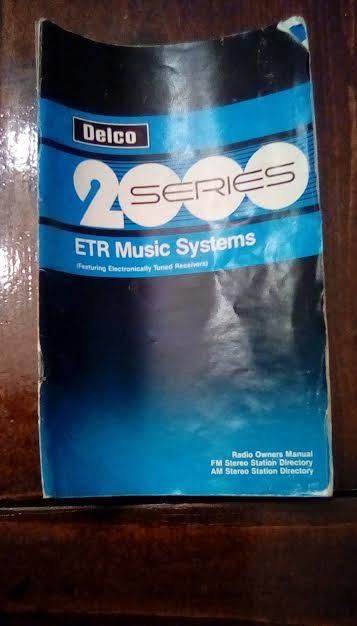 Delco
2000 SERIES
ETR Music Systems
(Featuring Electronically Tuned Receivers)
Radio Owners Manual
FM Stereo Station Directory
AM Stereo Station Directory